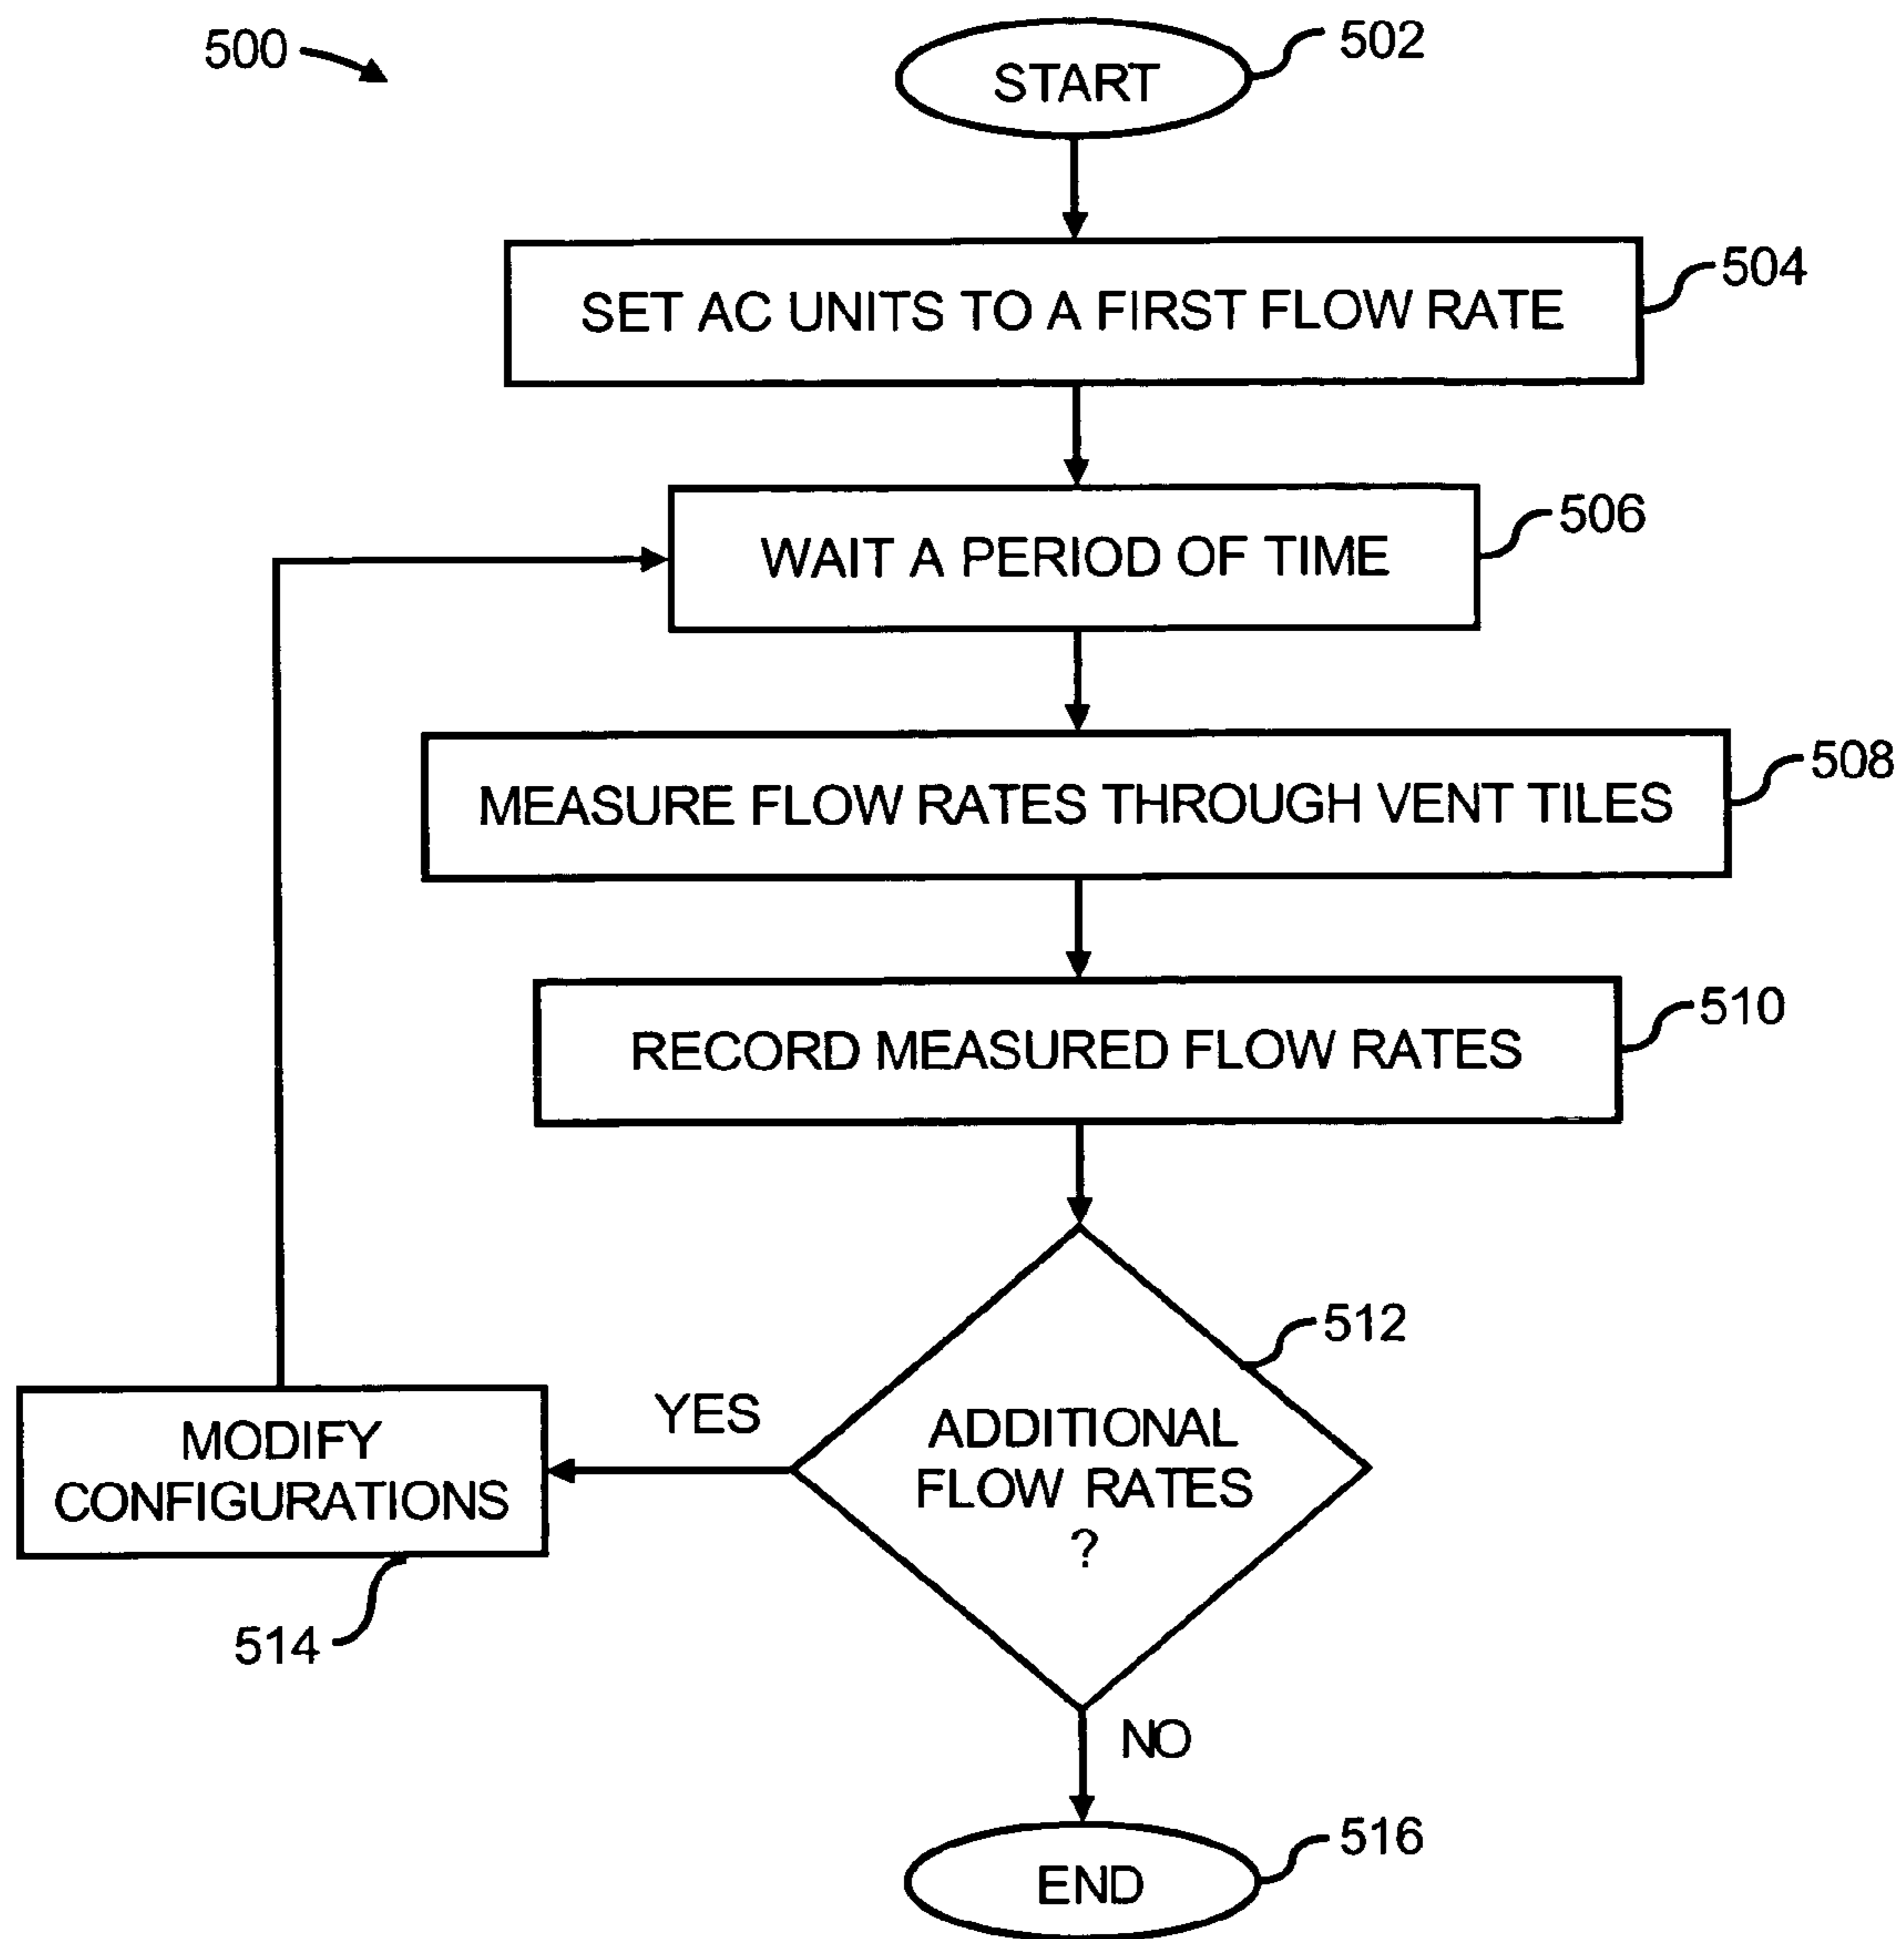 500
START
502
SET AC UNITS TO A FIRST FLOW RATE
504
WAIT A PERIOD OF TIME
506
MEASURE FLOW RATES THROUGH VENT TILES
508
RECORD MEASURED FLOW RATES
510
512
ADDITIONAL
FLOW RATES
?
YES
MODIFY
CONFIGURATIONS
514
NO
END
516